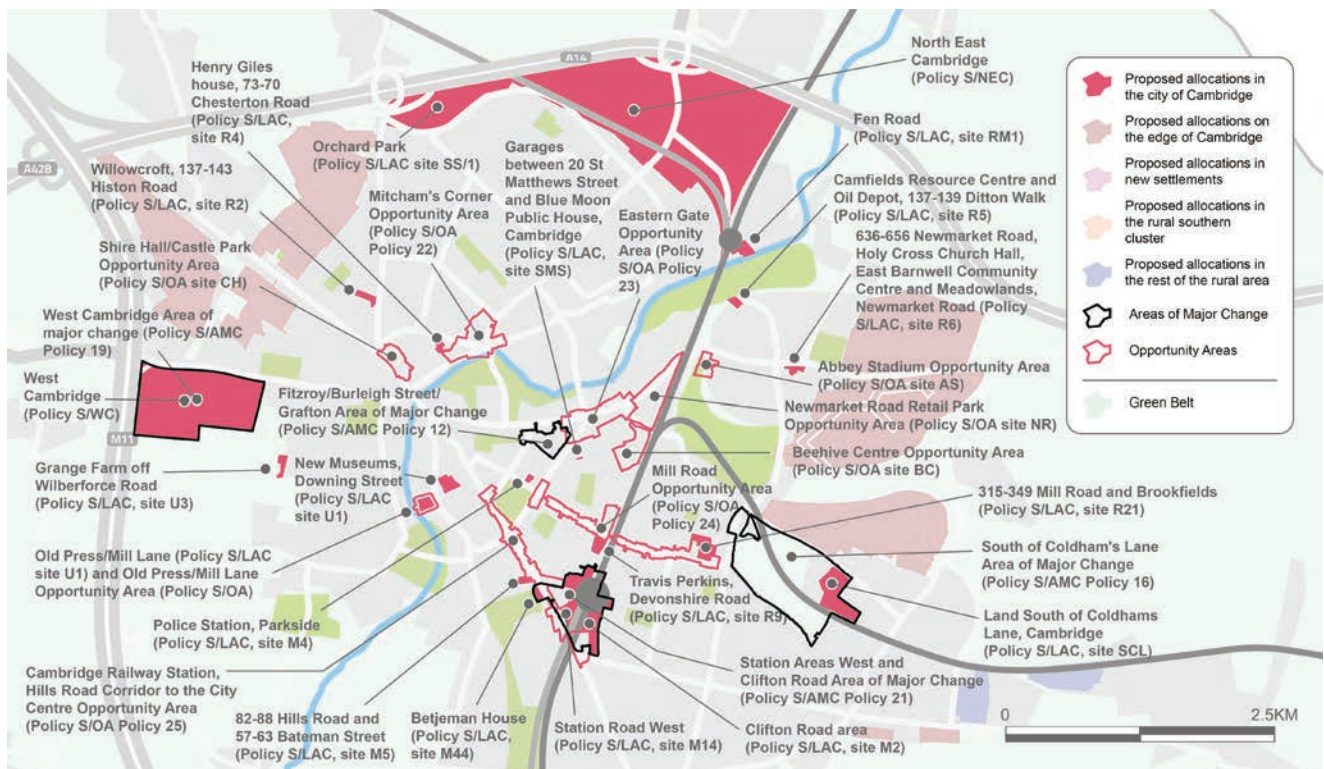 A14
A428
M11
North East
Cambridge
(Policy S/NEC)
Henry Giles
house, 73-70
Chesterton Road
(Policy S/LAC,
site R4)
Orchard Park
(Policy S/LAC site SS/1)
Garages
between 20 St
Matthews Street
and Blue Moon
Public House,
Cambridge
(Policy S/LAC,
site SMS)
Fen Road
(Policy S/LAC, site RM1)
Willowcroft, 137-143
Histon Road
(Policy S/LAC, site R2)
Mitcham's Corner
Opportunity Area
(Policy S/OA
Policy 22)
Eastern Gate
Opportunity
Area (Policy
S/OA Policy
23)
Camfields Resource Centre and
Oil Depot, 137-139 Ditton Walk
(Policy S/LAC, site R5)
Shire Hall/Castle Park
Opportunity Area
(Policy S/OA site CH)
636-656 Newmarket Road,
Holy Cross Church Hall,
East Barnwell Community
Centre and Meadowlands,
Newmarket Road (Policy
S/LAC, site R6)
West Cambridge Area of
major change (Policy S/AMC
Policy 19)
West
Cambridge
(Policy S/WC)
Fitzroy/Burleigh Street/
Grafton Area of Major Change
(Policy S/AMC Policy 12)
Abbey Stadium Opportunity Area
(Policy S/OA site AS)
Newmarket Road Retail Park
Opportunity Area (Policy S/OA site NR)
Beehive Centre Opportunity Area
(Policy S/OA site BC)
Grange Farm off
Wilberforce Road
(Policy S/LAC, site U3)
New Museums,
Downing Street
(Policy S/LAC
site U1)
Mill Road
Opportunity Area
(Policy S/OA
Policy 24)
315-349 Mill Road and Brookfields
(Policy S/LAC, site R21)
Old Press/Mill Lane (Policy S/LAC
site U1) and Old Press/Mill Lane
Opportunity Area (Policy S/OA)
South of Coldham's Lane
Area of Major Change
(Policy S/AMC Policy 16)
Travis Perkins,
Devonshire Road
(Policy S/LAC, site R9)
Police Station, Parkside
(Policy S/LAC, site M4)
Land South of Coldhams
Lane, Cambridge
(Policy S/LAC, site SCL)
Cambridge Railway Station,
Hills Road Corridor to the City
Centre Opportunity Area
(Policy S/OA Policy 25)
Station Areas West and
Clifton Road Area of Major Change
(Policy S/AMC Policy 21)
82-88 Hills Road and
57-63 Bateman Street
(Policy S/LAC, site M5)
Betjeman House
(Policy S/LAC,
site M44)
Station Road West
(Policy S/LAC, site M14)
Clifton Road area
(Policy S/LAC, site M2)
Proposed allocations in
the city of Cambridge
Proposed allocations on
the edge of Cambridge
Proposed allocations in
new settlements
Proposed allocations in
the rural southern
cluster
Proposed allocations in
the rest of the rural area
Areas of Major Change
Opportunity Areas
Green Belt
0
2.5KM